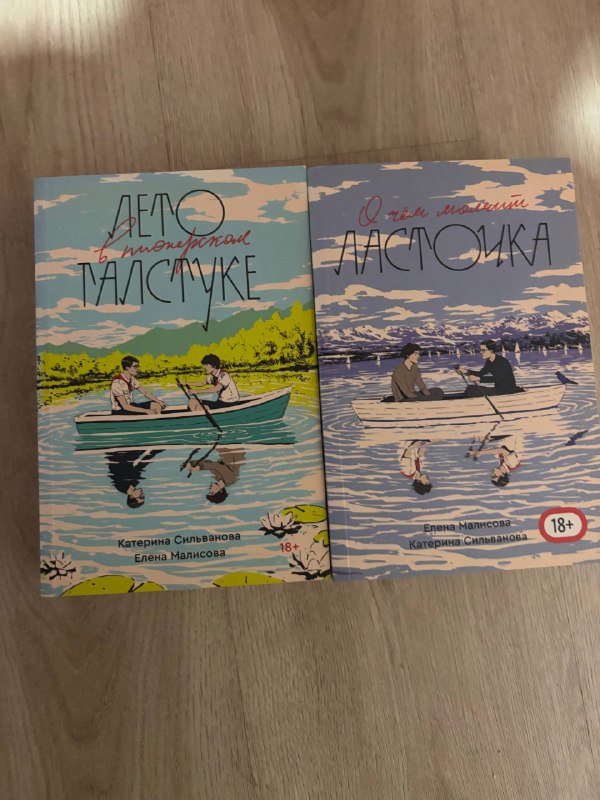 ЛЕТО
в пионерском
ГАЛСТУКЕ
Катерина Сильванова
Елена Малисова
18+
О чём молчит
ЛАСТОЧКА
Елена Малисова
Катерина Сильванова
18+